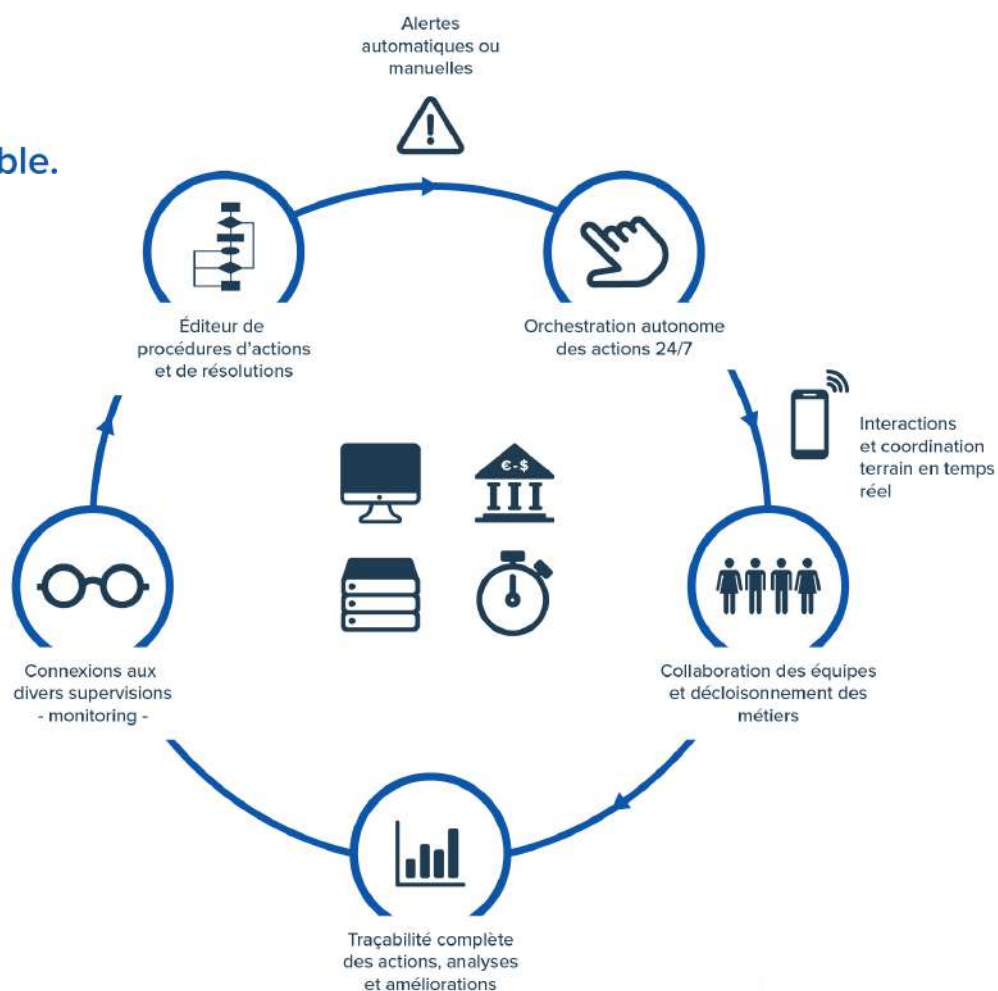 Alertes
automatiques ou
manuelles
ble.
Éditeur de
procédures d'actions
et de résolutions
Orchestration autonome
des actions 24/7
Interactions
et coordination
terrain en temps
réel
€-$
Connexions aux
divers supervisions
- monitoring -
Collaboration des équipes
et décloisonnement des
métiers
Traçabilité complète
des actions, analyses
et améliorations